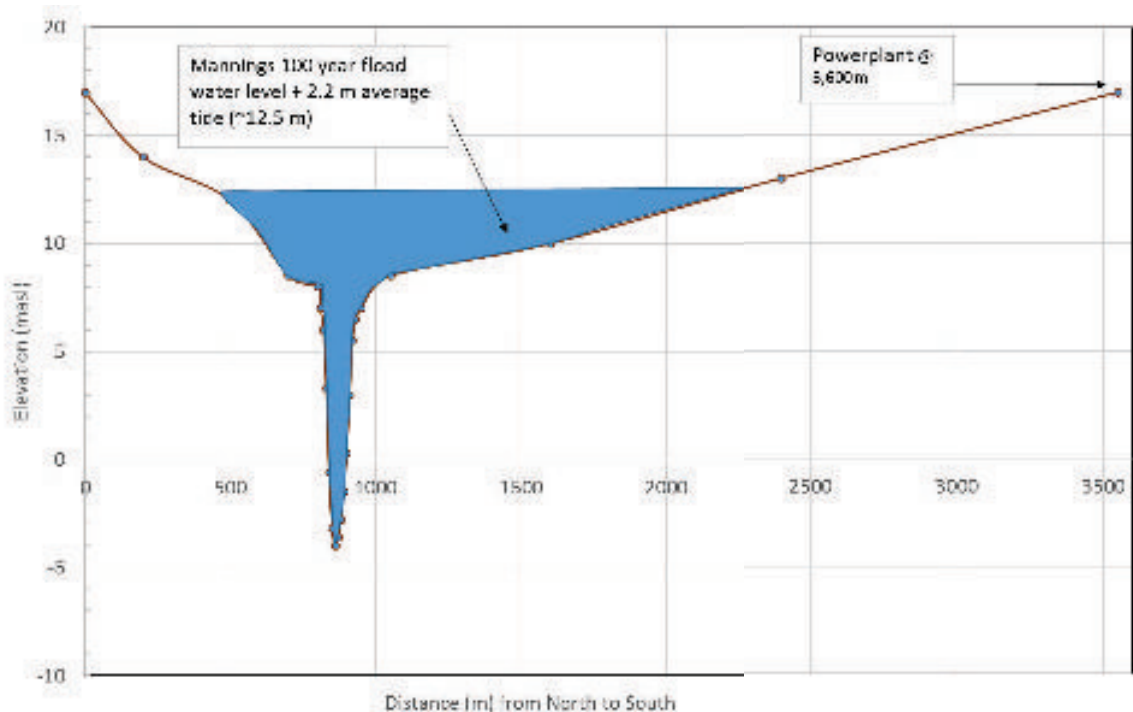 20
Mannings 100 year flood
water level + 2.2 m average
tide (~12.5 m)
Powerplant @
3,600m
15
10
5
0
-5
-10
Elevation (masl)
0 500 1000 1500 2000 2500 3000 3500
Distance (m) from North to South